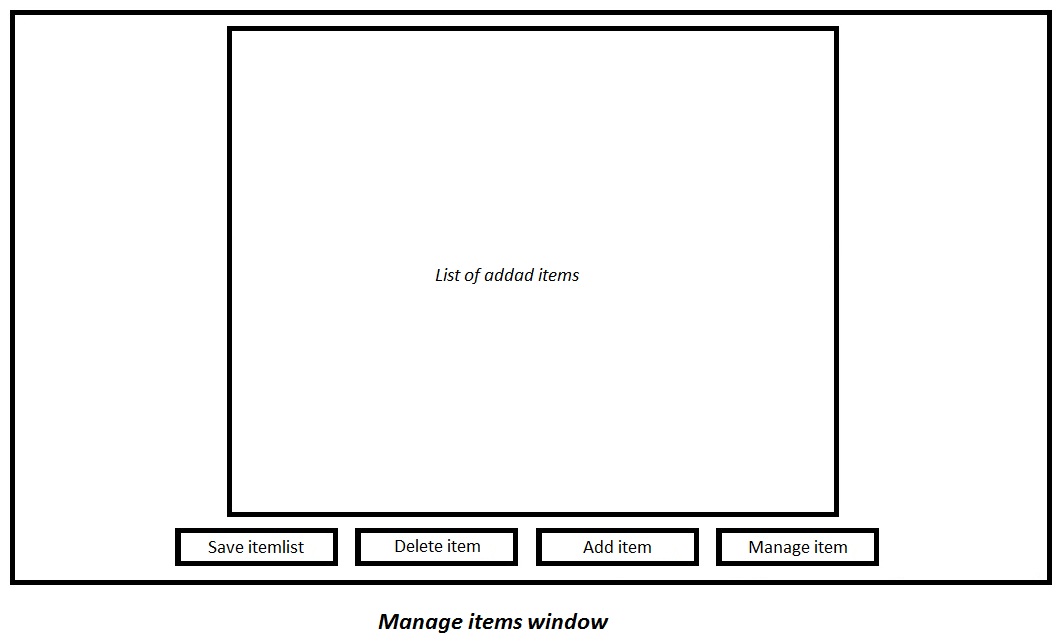 List of addad items
Save itemlist
Delete item
Add item
Manage item
Manage items window